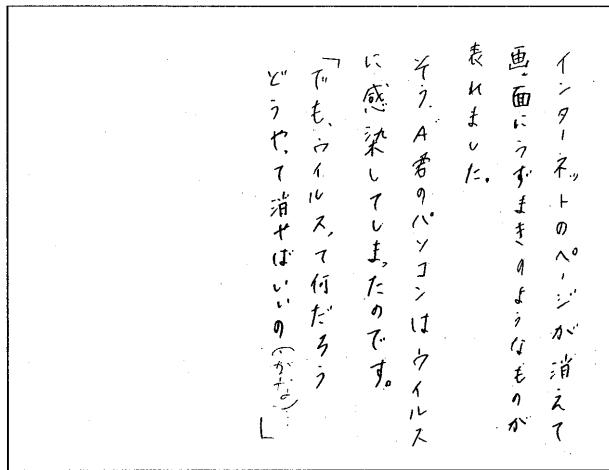 インターネットのページが消えて
画面にうずまきのようなものが
表れました。
そう、A君のパソコンはウイルス
に感染してしまったのです。
「でも、ウイルスって何だろう
どうやって消せばいいの(かな)…」